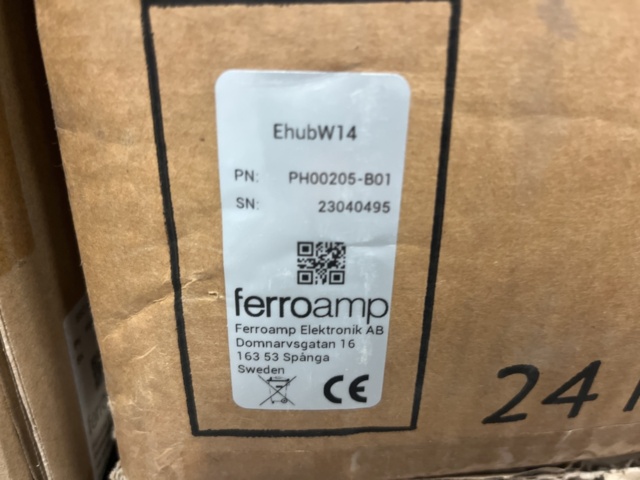 EhubW14
PN: PH00205-B01
SN: 23040495
ferroamp
Ferroamp Elektronik AB
Domnarvsgatan 16
163 53 Spånga
Sweden
CE
24